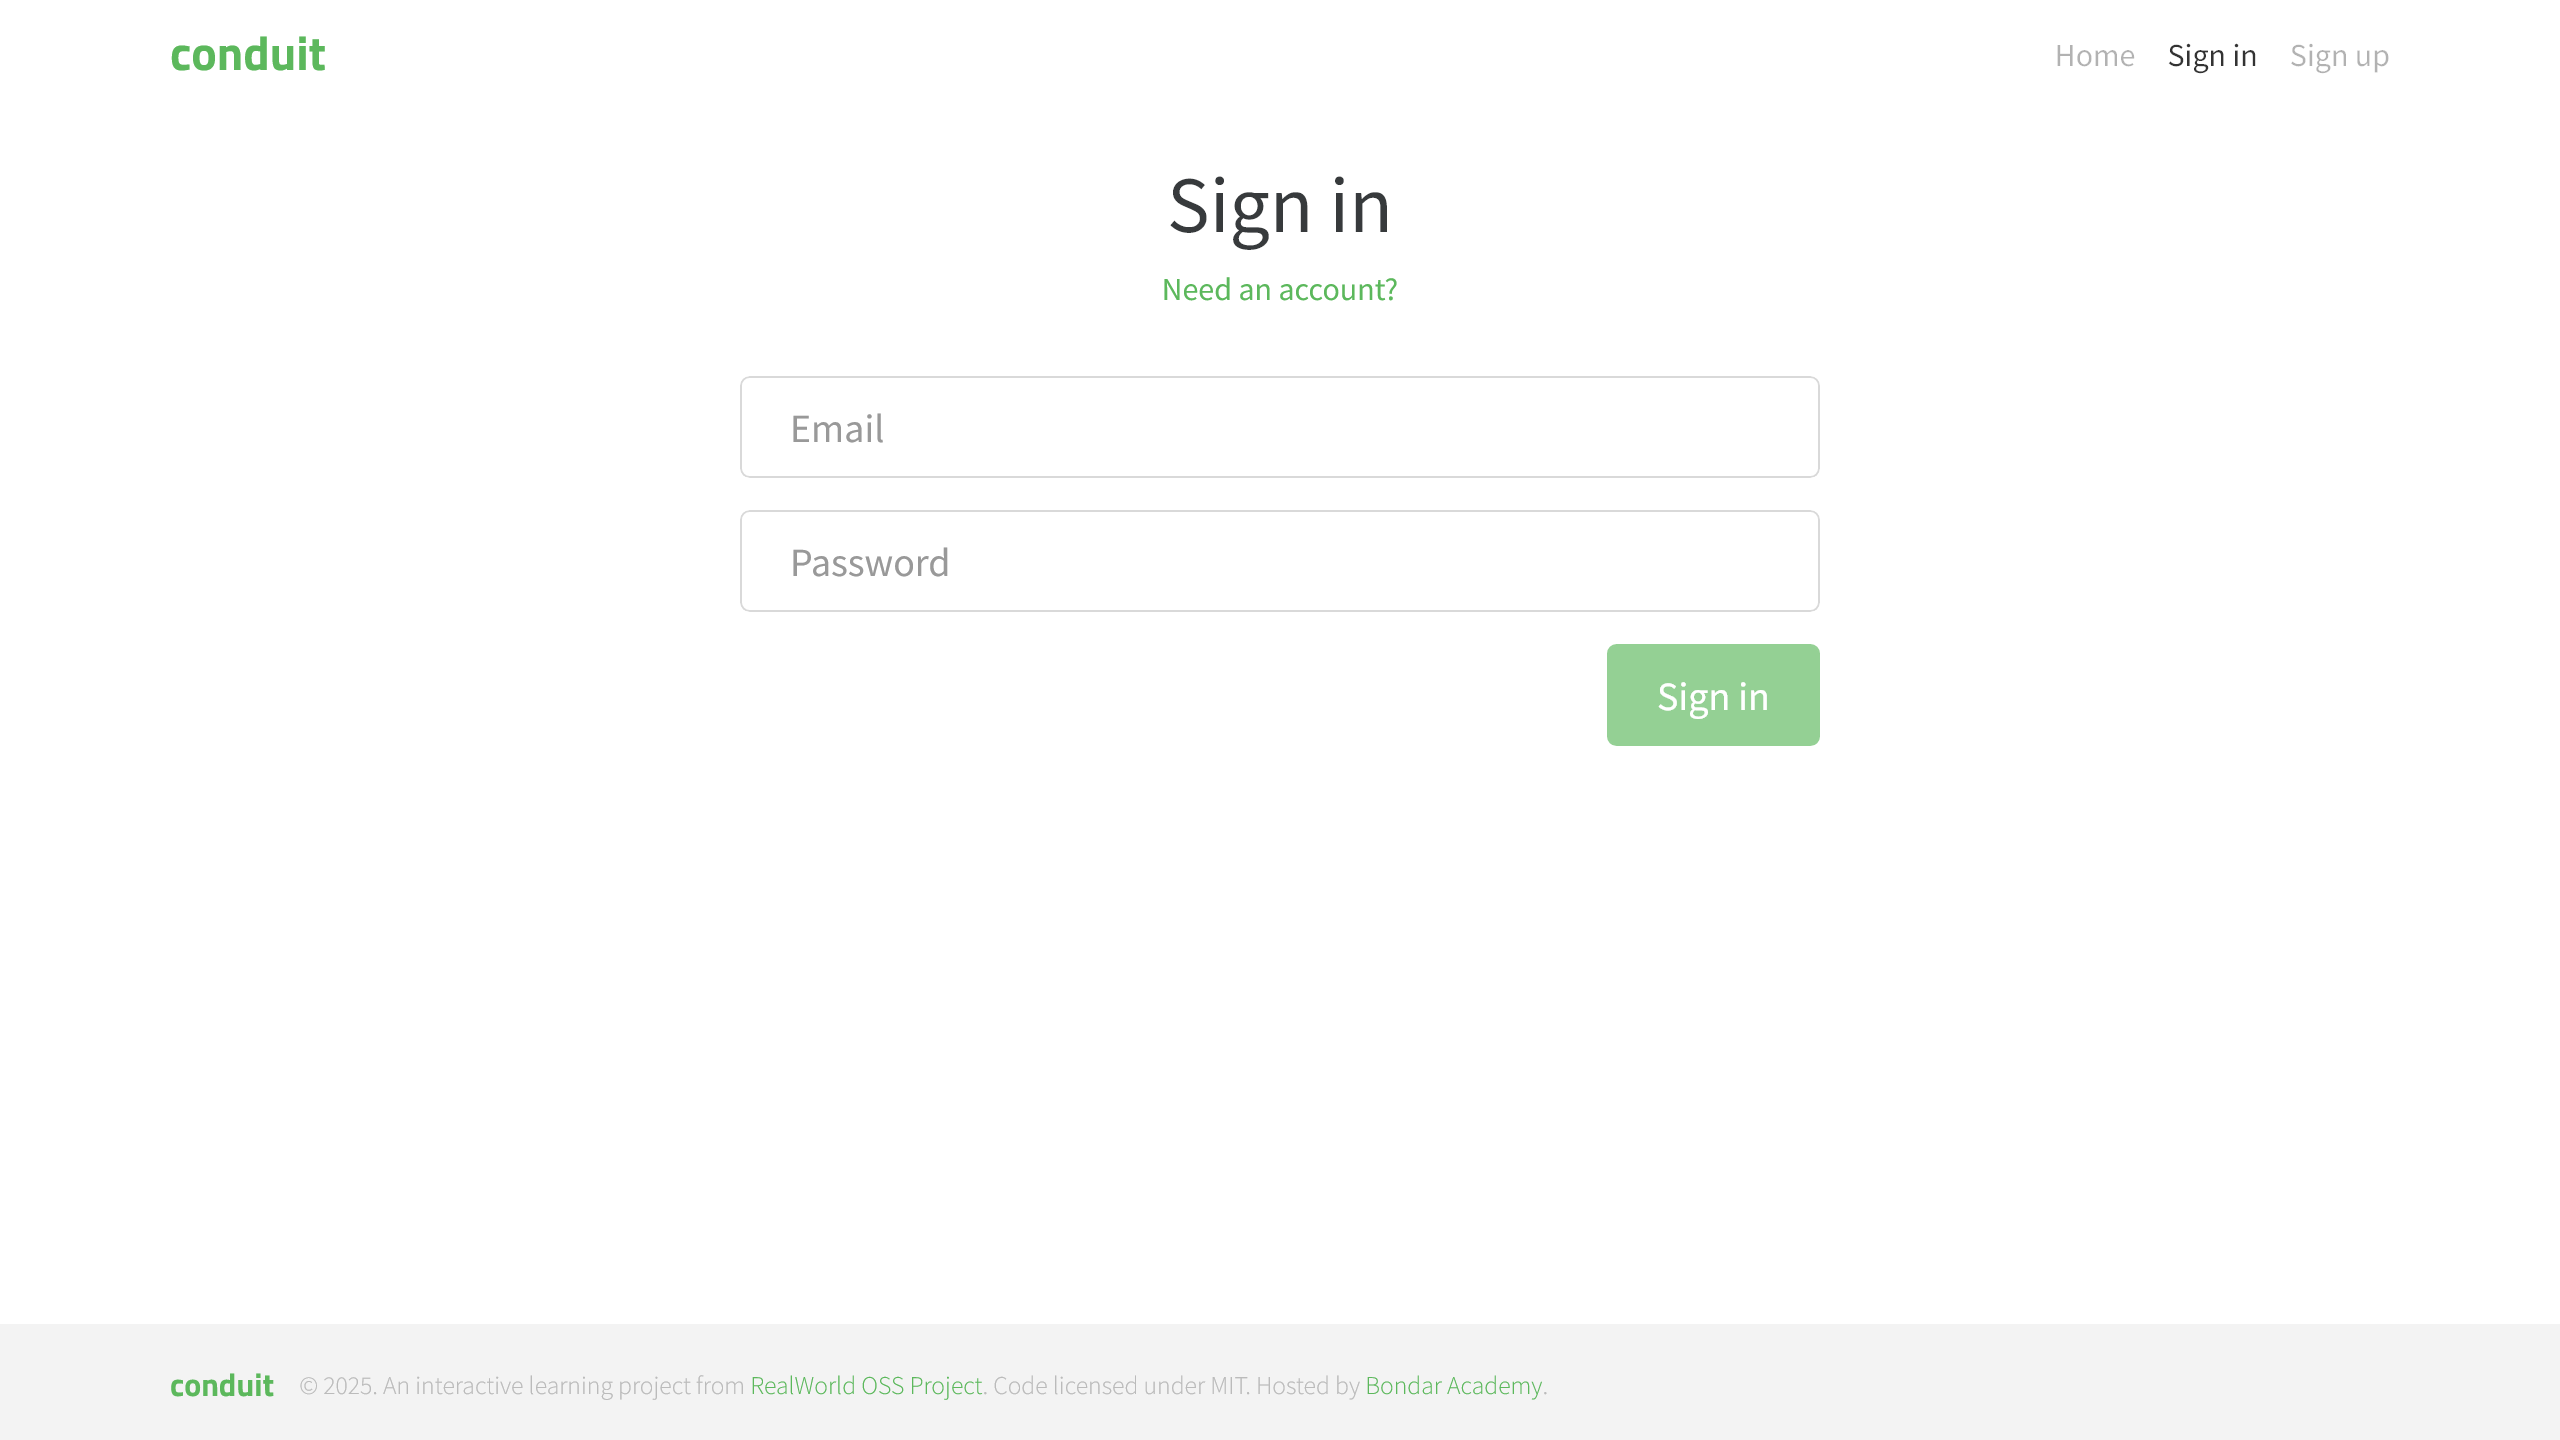 conduit
Home Sign in Sign up
Sign in
Need an account?
Email
Password
Sign in
conduit © 2025. An interactive learning project from RealWorld OSS Project. Code licensed under MIT. Hosted by Bondar Academy.